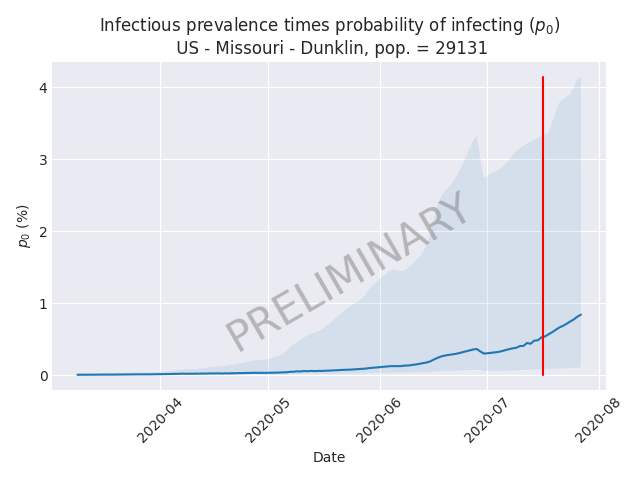 Infectious prevalence times probability of infecting (p₀)
US - Missouri - Dunklin, pop. = 29131
4
3
2
1
0
p₀ (%)
PRELIMINARY
2020-04
2020-05
2020-06
2020-07
2020-08
Date